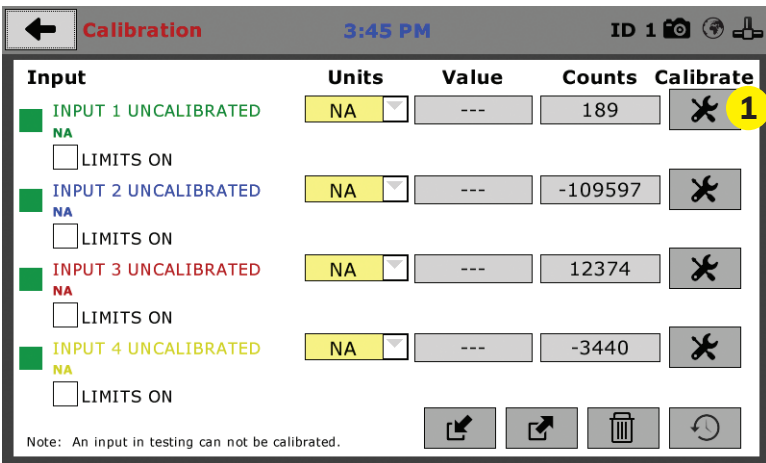 Calibration 3:45 PM ID 1
Input Units Value Counts Calibrate
INPUT 1 UNCALIBRATED NA --- 189 1
NA
LIMITS ON
INPUT 2 UNCALIBRATED NA --- -109597
NA
LIMITS ON
INPUT 3 UNCALIBRATED NA --- 12374
NA
LIMITS ON
INPUT 4 UNCALIBRATED NA --- -3440
NA
LIMITS ON
Note: An input in testing can not be calibrated.